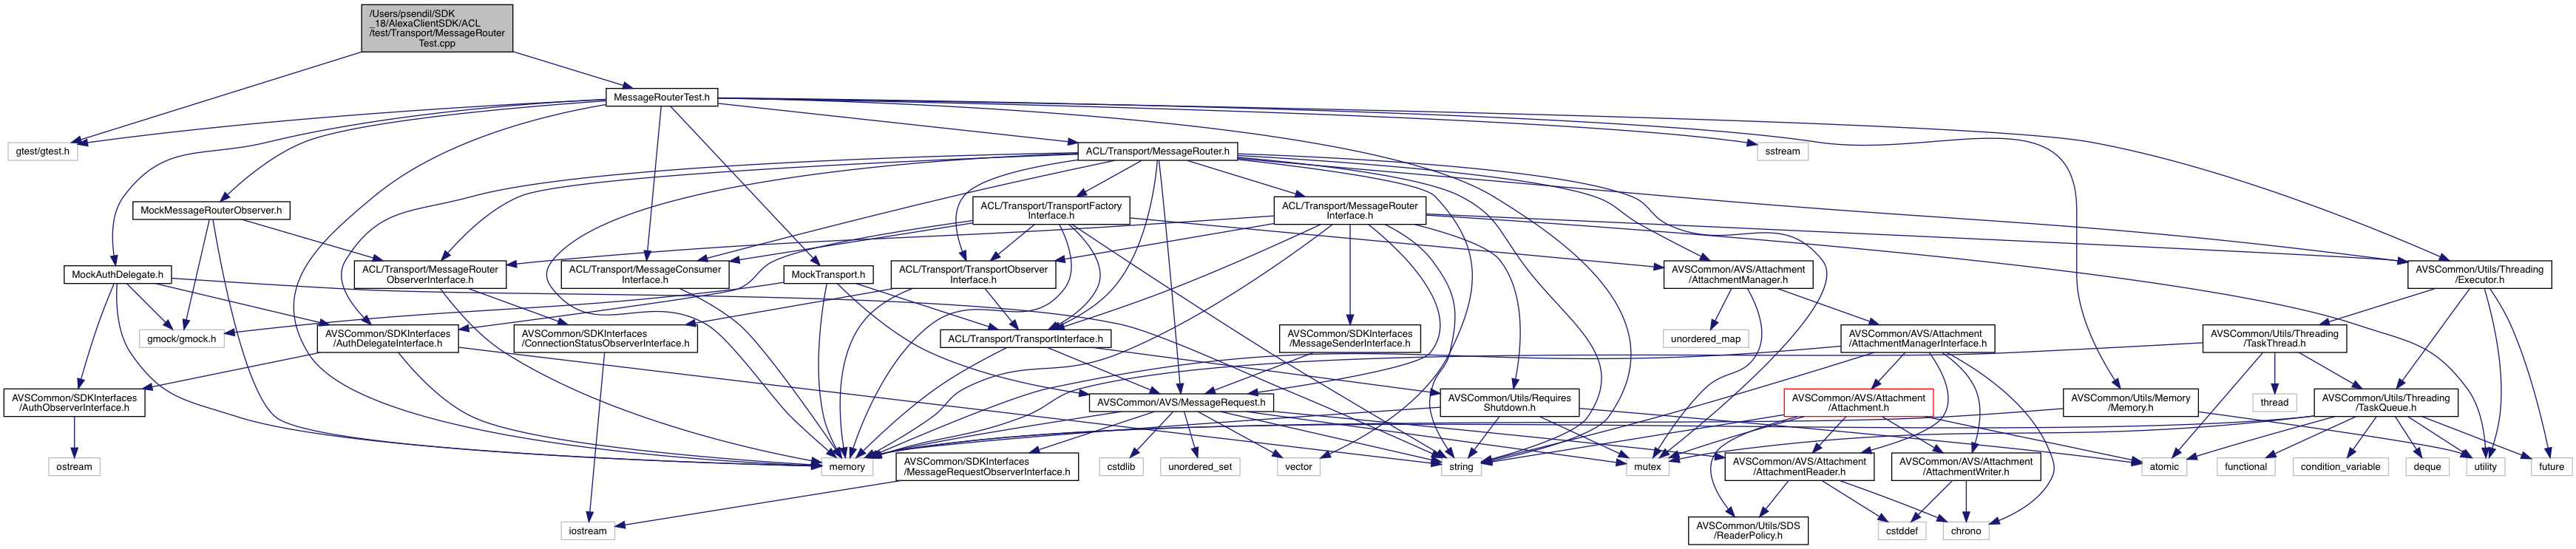 /Users/psendil/SDK
_18/AlexaClientSDK/ACL
/test/Transport/MessageRouter
Test.cpp
MessageRouterTest.h
gtest/gtest.h
ACL/Transport/MessageRouter.h
sstream
MockMessageRouterObserver.h
ACL/Transport/TransportFactory
Interface.h
ACL/Transport/MessageRouter
Interface.h
MockAuthDelegate.h
ACL/Transport/MessageRouter
ObserverInterface.h
ACL/Transport/MessageConsumer
Interface.h
MockTransport.h
ACL/Transport/TransportObserver
Interface.h
AVSCommon/AVS/Attachment
/AttachmentManager.h
AVSCommon/Utils/Threading
/Executor.h
gmock/gmock.h
AVSCommon/SDKInterfaces
/AuthDelegateInterface.h
AVSCommon/SDKInterfaces
/ConnectionStatusObserverInterface.h
ACL/Transport/TransportInterface.h
AVSCommon/SDKInterfaces
/MessageSenderInterface.h
unordered_map
AVSCommon/AVS/Attachment
/AttachmentManagerInterface.h
AVSCommon/Utils/Threading
/TaskThread.h
AVSCommon/SDKInterfaces
/AuthObserverInterface.h
AVSCommon/AVS/MessageRequest.h
AVSCommon/Utils/Requires
Shutdown.h
AVSCommon/AVS/Attachment
/Attachment.h
AVSCommon/Utils/Memory
/Memory.h
thread
AVSCommon/Utils/Threading
/TaskQueue.h
ostream
memory
AVSCommon/SDKInterfaces
/MessageRequestObserverInterface.h
cstdlib
unordered_set
vector
string
mutex
AVSCommon/AVS/Attachment
/AttachmentReader.h
AVSCommon/AVS/Attachment
/AttachmentWriter.h
atomic
functional
condition_variable
deque
utility
future
iostream
AVSCommon/Utils/SDS
/ReaderPolicy.h
cstddef
chrono